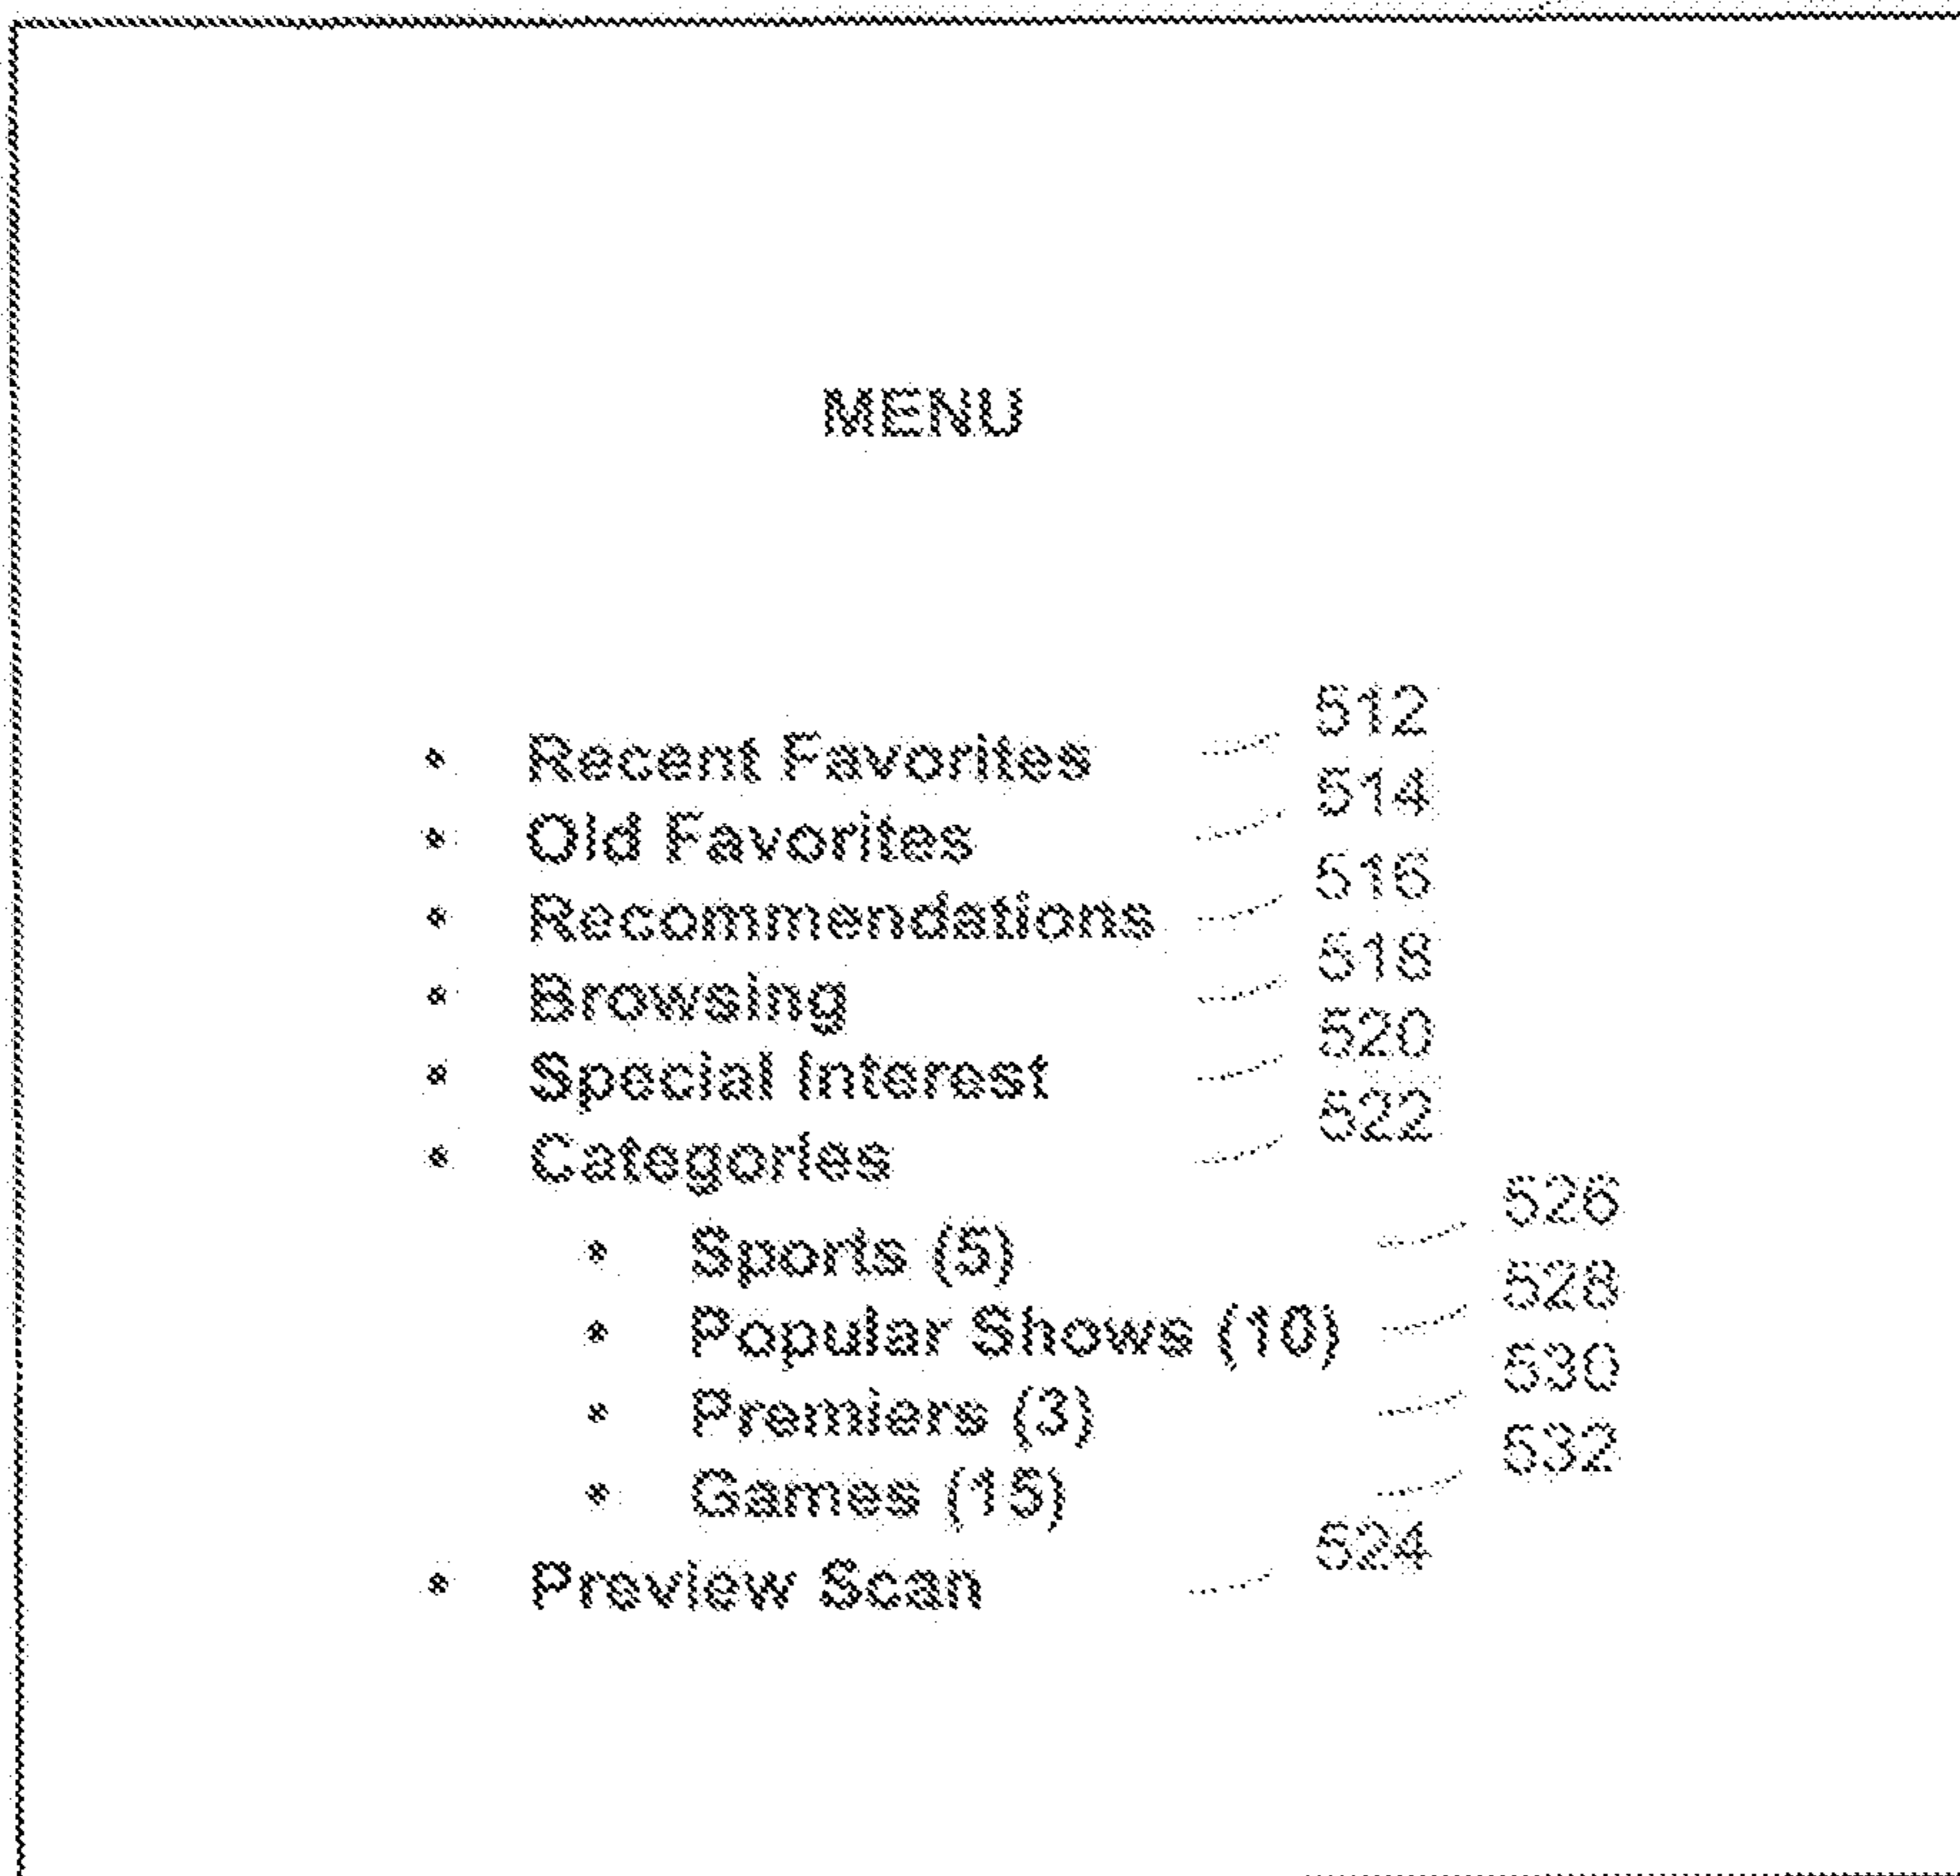 MENU
• Recent Favorites 512
• Old Favorites 514
• Recommendations 516
• Browsing 518
• Special Interest 520
• Categories 522
• Sports (5) 526
• Popular Shows (10) 528
• Premiers (3) 530
• Games (15) 532
• Preview Scan 524